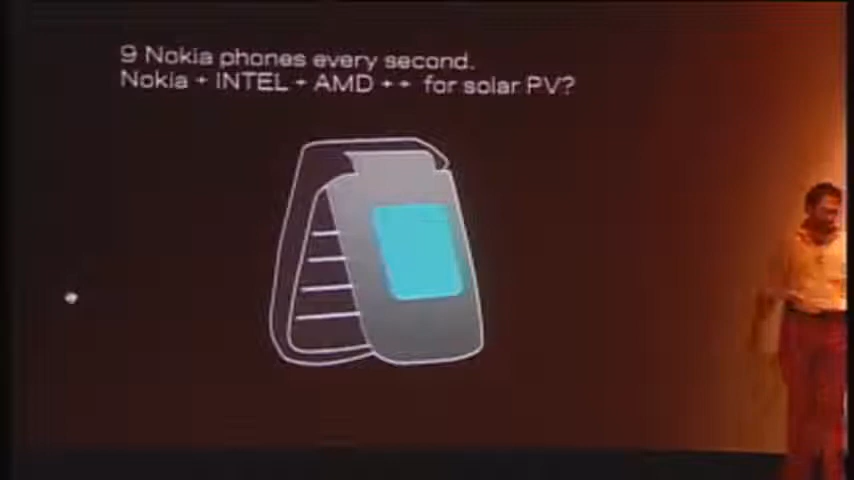 9 Nokia phones every second.
Nokia + INTEL + AMD ++ for solar PV?